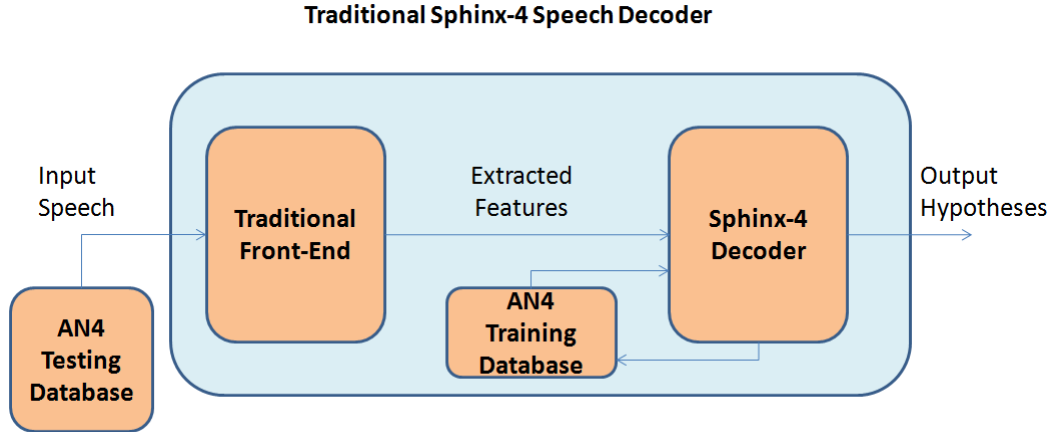 Traditional Sphinx-4 Speech Decoder
Input
Speech
Traditional
Front-End
Extracted
Features
Sphinx-4
Decoder
Output
Hypotheses
AN4
Testing
Database
AN4
Training
Database